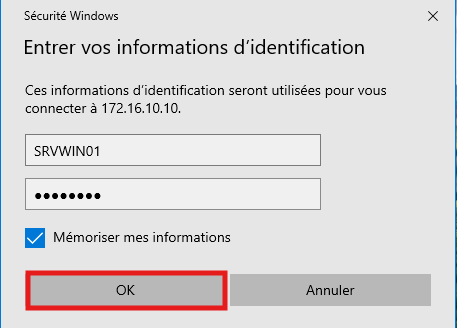 Sécurité Windows
Entrer vos informations d’identification
Ces informations d’identification seront utilisées pour vous
connecter à 172.16.10.10.
SRVWIN01
●●●●●●●●
Mémoriser mes informations
OK Annuler